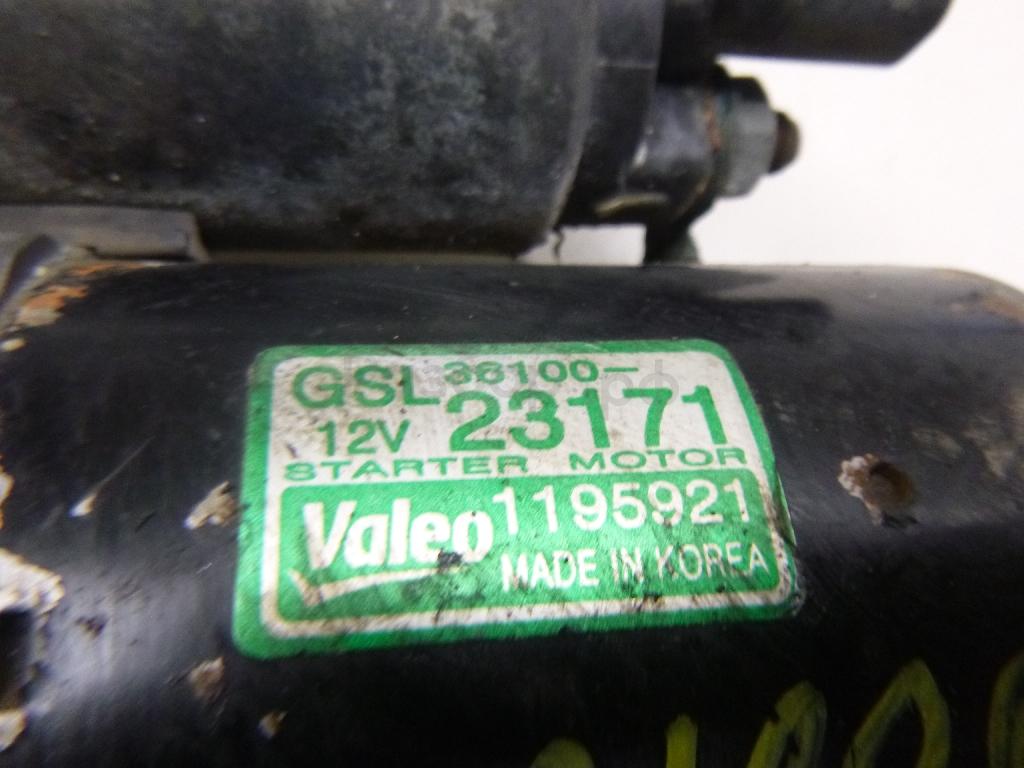 GSL 36100-
12V 23171
STARTER MOTOR
Valeo 1195921
MADE IN KOREA